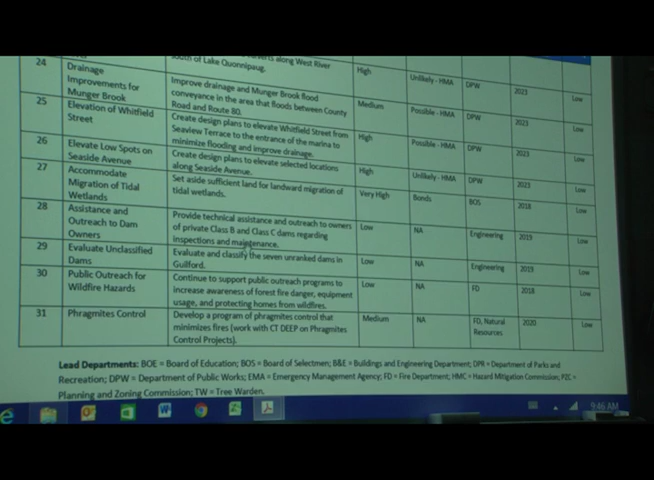 along West River
24 Drainage Improvements for Munger Brook
south of Lake Quonnipaug. High Unlikely - HMA DPW 2023 Low
Improve drainage and Munger Brook flood
conveyance in the area that floods between County
Road and Route 80. Medium Possible - HMA DPW 2023 Low
25 Elevation of Whitfield Street
Create design plans to elevate Whitfield Street from
Seaview Terrace to the entrance of the marina to
minimize flooding and improve drainage. High Possible - HMA DPW 2023 Low
26 Elevate Low Spots on Seaside Avenue
Create design plans to elevate selected locations
along Seaside Avenue. High Unlikely - HMA DPW 2023 Low
27 Accommodate Migration of Tidal Wetlands
Set aside sufficient land for landward migration of
tidal wetlands. Very High Bonds BOS 2018 Low
28 Assistance and Outreach to Dam Owners
Provide technical assistance and outreach to owners
of private Class B and Class C dams regarding
inspections and maintenance. Low NA Engineering 2019 Low
29 Evaluate Unclassified Dams
Evaluate and classify the seven unranked dams in
Guilford. Low NA Engineering 2019 Low
30 Public Outreach for Wildfire Hazards
Continue to support public outreach programs to
increase awareness of forest fire danger, equipment
usage, and protecting homes from wildfires. Low NA FD 2018 Low
31 Phragmites Control
Develop a program of phragmites control that
minimizes fires (work with CT DEEP on Phragmites
Control Projects). Medium NA FD, Natural Resources 2020 Low
Lead Departments: BOE = Board of Education; BOS = Board of Selectmen; B&E = Buildings and Engineering Department; DPR = Department of Parks and
Recreation; DPW = Department of Public Works; EMA = Emergency Management Agency; FD = Fire Department; HMC = Hazard Mitigation Commission; PZC =
Planning and Zoning Commission; TW = Tree Warden.
9:46 AM